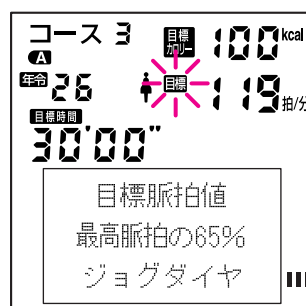 コース 3 目標カロリー 100 kcal
A
年令 26 目標 119 拍/分
目標時間
30'00"
目標脈拍値
最高脈拍の65%
ジョグダイヤ